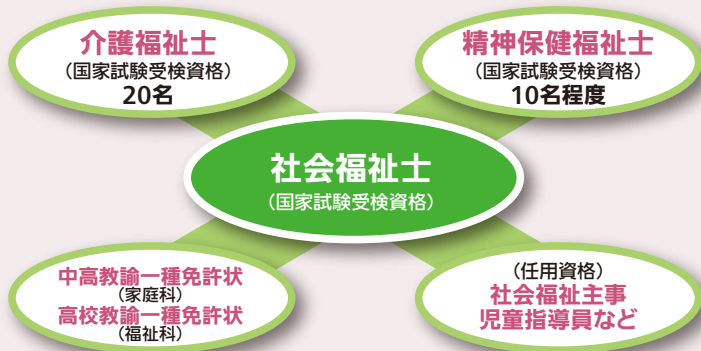 介護福祉士
（国家試験受検資格）
20名
精神保健福祉士
（国家試験受検資格）
10名程度
社会福祉士
（国家試験受検資格）
中高教諭一種免許状
（家庭科）
高校教諭一種免許状
（福祉科）
（任用資格）
社会福祉主事
児童指導員など